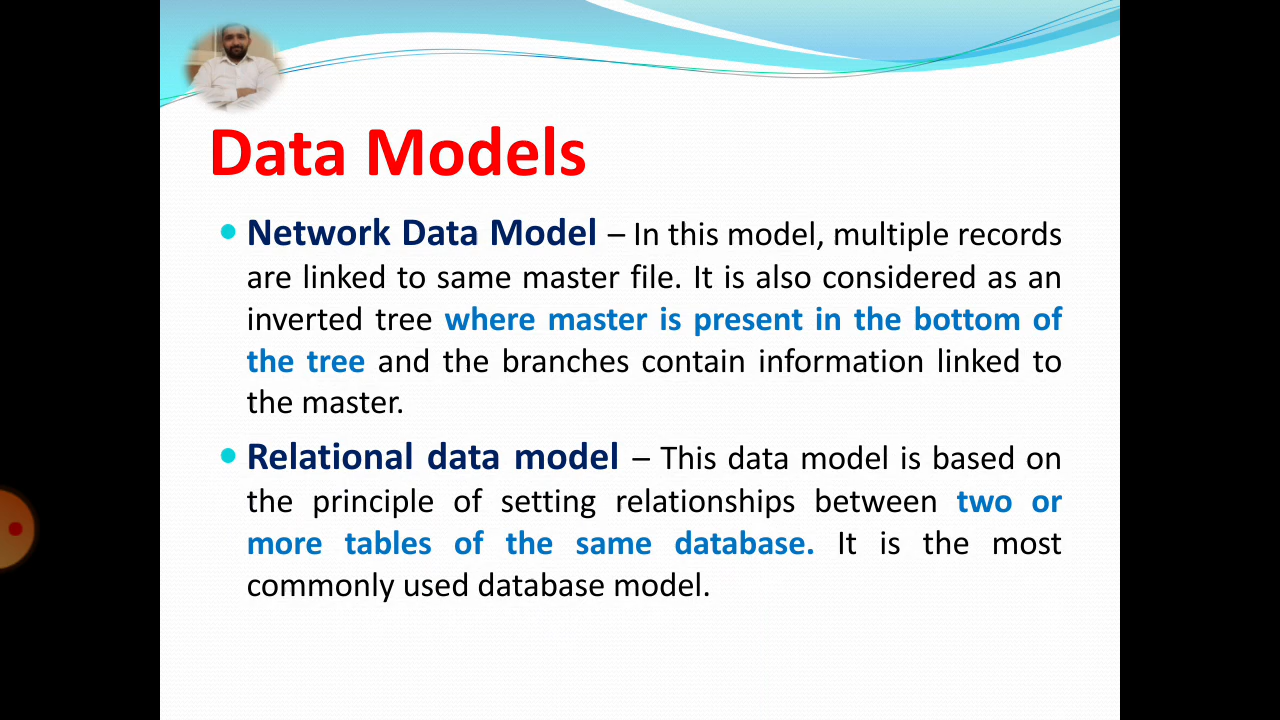 Data Models
Network Data Model – In this model, multiple records
are linked to same master file. It is also considered as an
inverted tree where master is present in the bottom of
the tree and the branches contain information linked to
the master.
Relational data model – This data model is based on
the principle of setting relationships between two or
more tables of the same database. It is the most
commonly used database model.